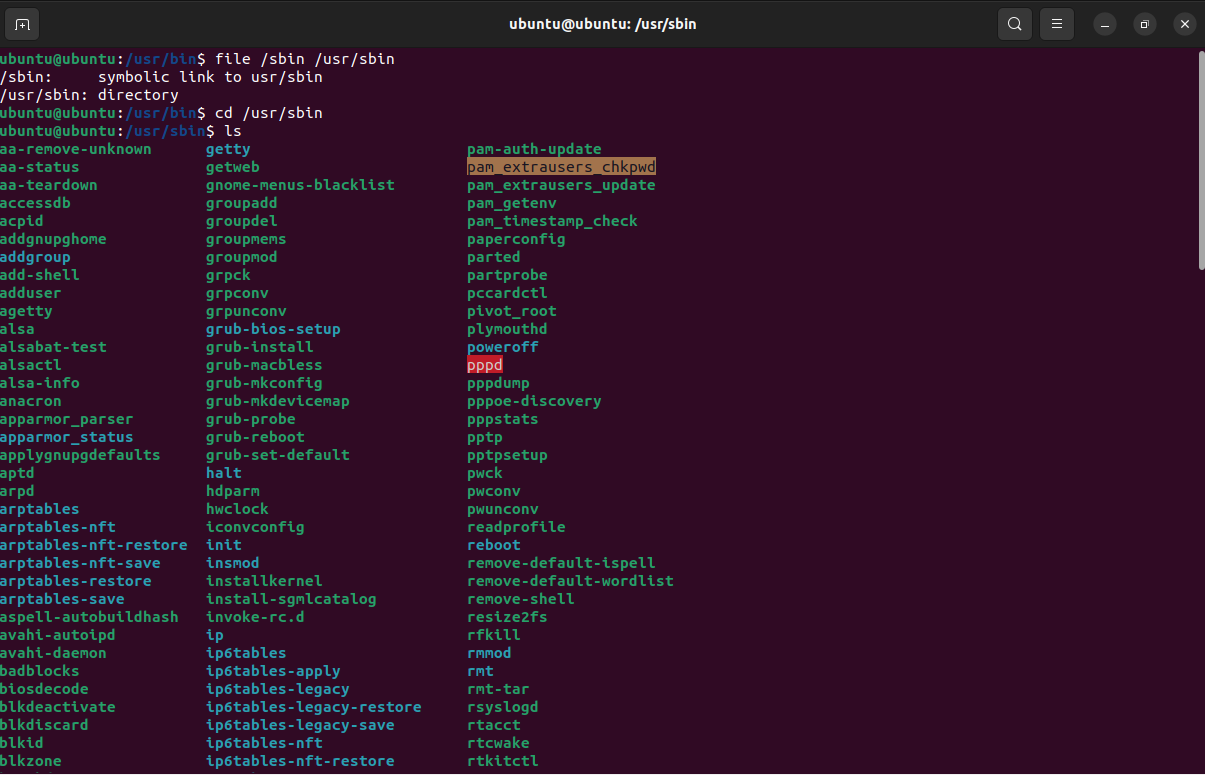 ubuntu@ubuntu: /usr/sbin
ubuntu@ubuntu:/usr/bin$ file /sbin /usr/sbin
/sbin:     symbolic link to usr/sbin
/usr/sbin: directory
ubuntu@ubuntu:/usr/bin$ cd /usr/sbin
ubuntu@ubuntu:/usr/sbin$ ls
aa-remove-unknown      getty                        pam-auth-update
aa-status              getweb                       pam_extrausers_chkpwd
aa-teardown            gnome-menus-blacklist        pam_extrausers_update
accessdb               groupadd                     pam_getenv
acpid                  groupdel                     pam_timestamp_check
addgnupghome           groupmems                    paperconfig
addgroup               groupmod                     parted
add-shell              grpck                        partprobe
adduser                grpconv                      pccardctl
agetty                 grpunconv                    pivot_root
alsa                   grub-bios-setup              plymouthd
alsabat-test           grub-install                 poweroff
alsactl                grub-macbless                pppd
alsa-info              grub-mkconfig                pppdump
anacron                grub-mkdevicemap             pppoe-discovery
apparmor_parser        grub-probe                   pppstats
apparmor_status        grub-reboot                  pptp
applygnupgdefaults     grub-set-default             pptpsetup
aptd                   halt                         pwck
arpd                   hdparm                       pwconv
arptables              hwclock                      pwunconv
arptables-nft          iconvconfig                  readprofile
arptables-nft-restore  init                         reboot
arptables-nft-save     insmod                       remove-default-ispell
arptables-restore      installkernel                remove-default-wordlist
arptables-save         install-sgmlcatalog          remove-shell
aspell-autobuildhash   invoke-rc.d                  resize2fs
avahi-autoipd          ip                           rfkill
avahi-daemon           ip6tables                    rmmod
badblocks              ip6tables-apply              rmt
biosdecode             ip6tables-legacy             rmt-tar
blkdeactivate          ip6tables-legacy-restore     rsyslogd
blkdiscard             ip6tables-legacy-save        rtacct
blkid                  ip6tables-nft                rtcwake
blkzone                ip6tables-nft-restore        rtkitctl